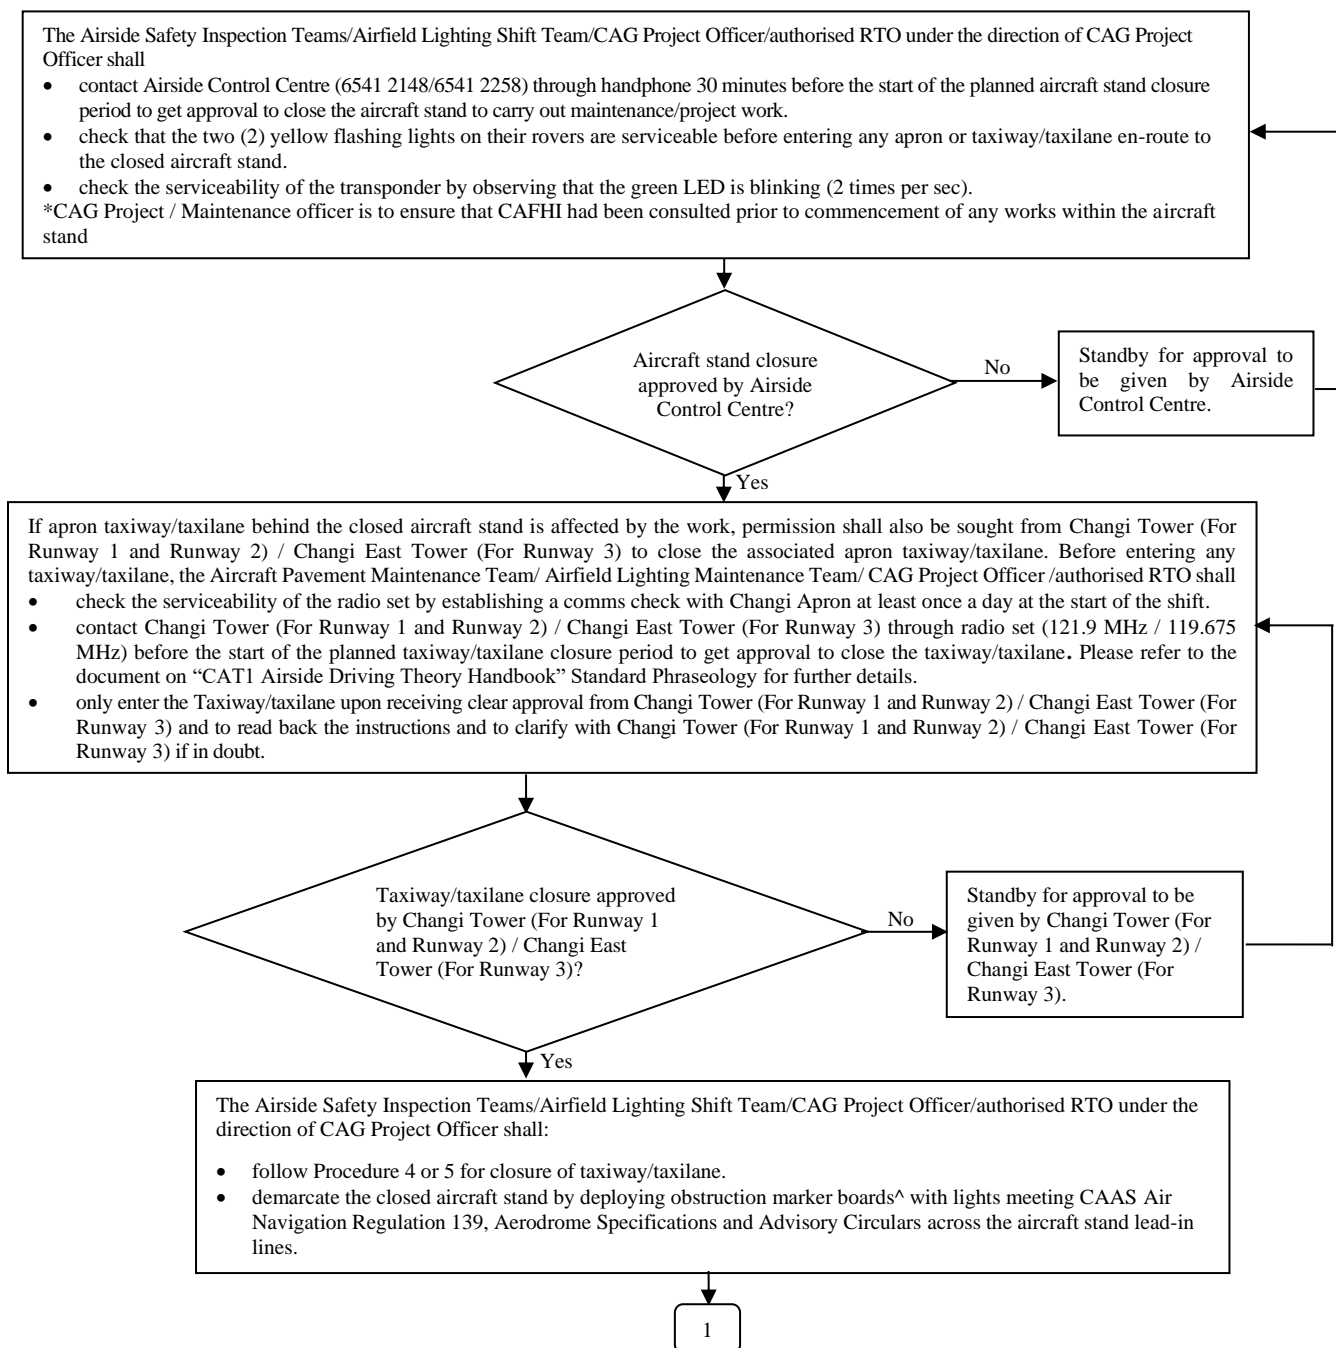 The Airside Safety Inspection Teams/Airfield Lighting Shift Team/CAG Project Officer/authorised RTO under the direction of CAG Project
Officer shall
• contact Airside Control Centre (6541 2148/6541 2258) through handphone 30 minutes before the start of the planned aircraft stand closure
period to get approval to close the aircraft stand to carry out maintenance/project work.
• check that the two (2) yellow flashing lights on their rovers are serviceable before entering any apron or taxiway/taxilane en-route to
the closed aircraft stand.
• check the serviceability of the transponder by observing that the green LED is blinking (2 times per sec).
*CAG Project / Maintenance officer is to ensure that CAFHI had been consulted prior to commencement of any works within the aircraft
stand
Aircraft stand closure
approved by Airside
Control Centre?
No
Standby for approval to
be given by Airside
Control Centre.
Yes
If apron taxiway/taxilane behind the closed aircraft stand is affected by the work, permission shall also be sought from Changi Tower (For
Runway 1 and Runway 2) / Changi East Tower (For Runway 3) to close the associated apron taxiway/taxilane. Before entering any
taxiway/taxilane, the Aircraft Pavement Maintenance Team/ Airfield Lighting Maintenance Team/ CAG Project Officer /authorised RTO shall
• check the serviceability of the radio set by establishing a comms check with Changi Apron at least once a day at the start of the shift.
• contact Changi Tower (For Runway 1 and Runway 2) / Changi East Tower (For Runway 3) through radio set (121.9 MHz / 119.675
MHz) before the start of the planned taxiway/taxilane closure period to get approval to close the taxiway/taxilane. Please refer to the
document on “CAT1 Airside Driving Theory Handbook” Standard Phraseology for further details.
• only enter the Taxiway/taxilane upon receiving clear approval from Changi Tower (For Runway 1 and Runway 2) / Changi East Tower (For
Runway 3) and to read back the instructions and to clarify with Changi Tower (For Runway 1 and Runway 2) / Changi East Tower (For
Runway 3) if in doubt.
Taxiway/taxilane closure approved
by Changi Tower (For Runway 1
and Runway 2) / Changi East
Tower (For Runway 3)?
No
Standby for approval to be
given by Changi Tower (For
Runway 1 and Runway 2) /
Changi East Tower (For
Runway 3).
Yes
The Airside Safety Inspection Teams/Airfield Lighting Shift Team/CAG Project Officer/authorised RTO under the
direction of CAG Project Officer shall:
• follow Procedure 4 or 5 for closure of taxiway/taxilane.
• demarcate the closed aircraft stand by deploying obstruction marker boards^ with lights meeting CAAS Air
Navigation Regulation 139, Aerodrome Specifications and Advisory Circulars across the aircraft stand lead-in
lines.
1